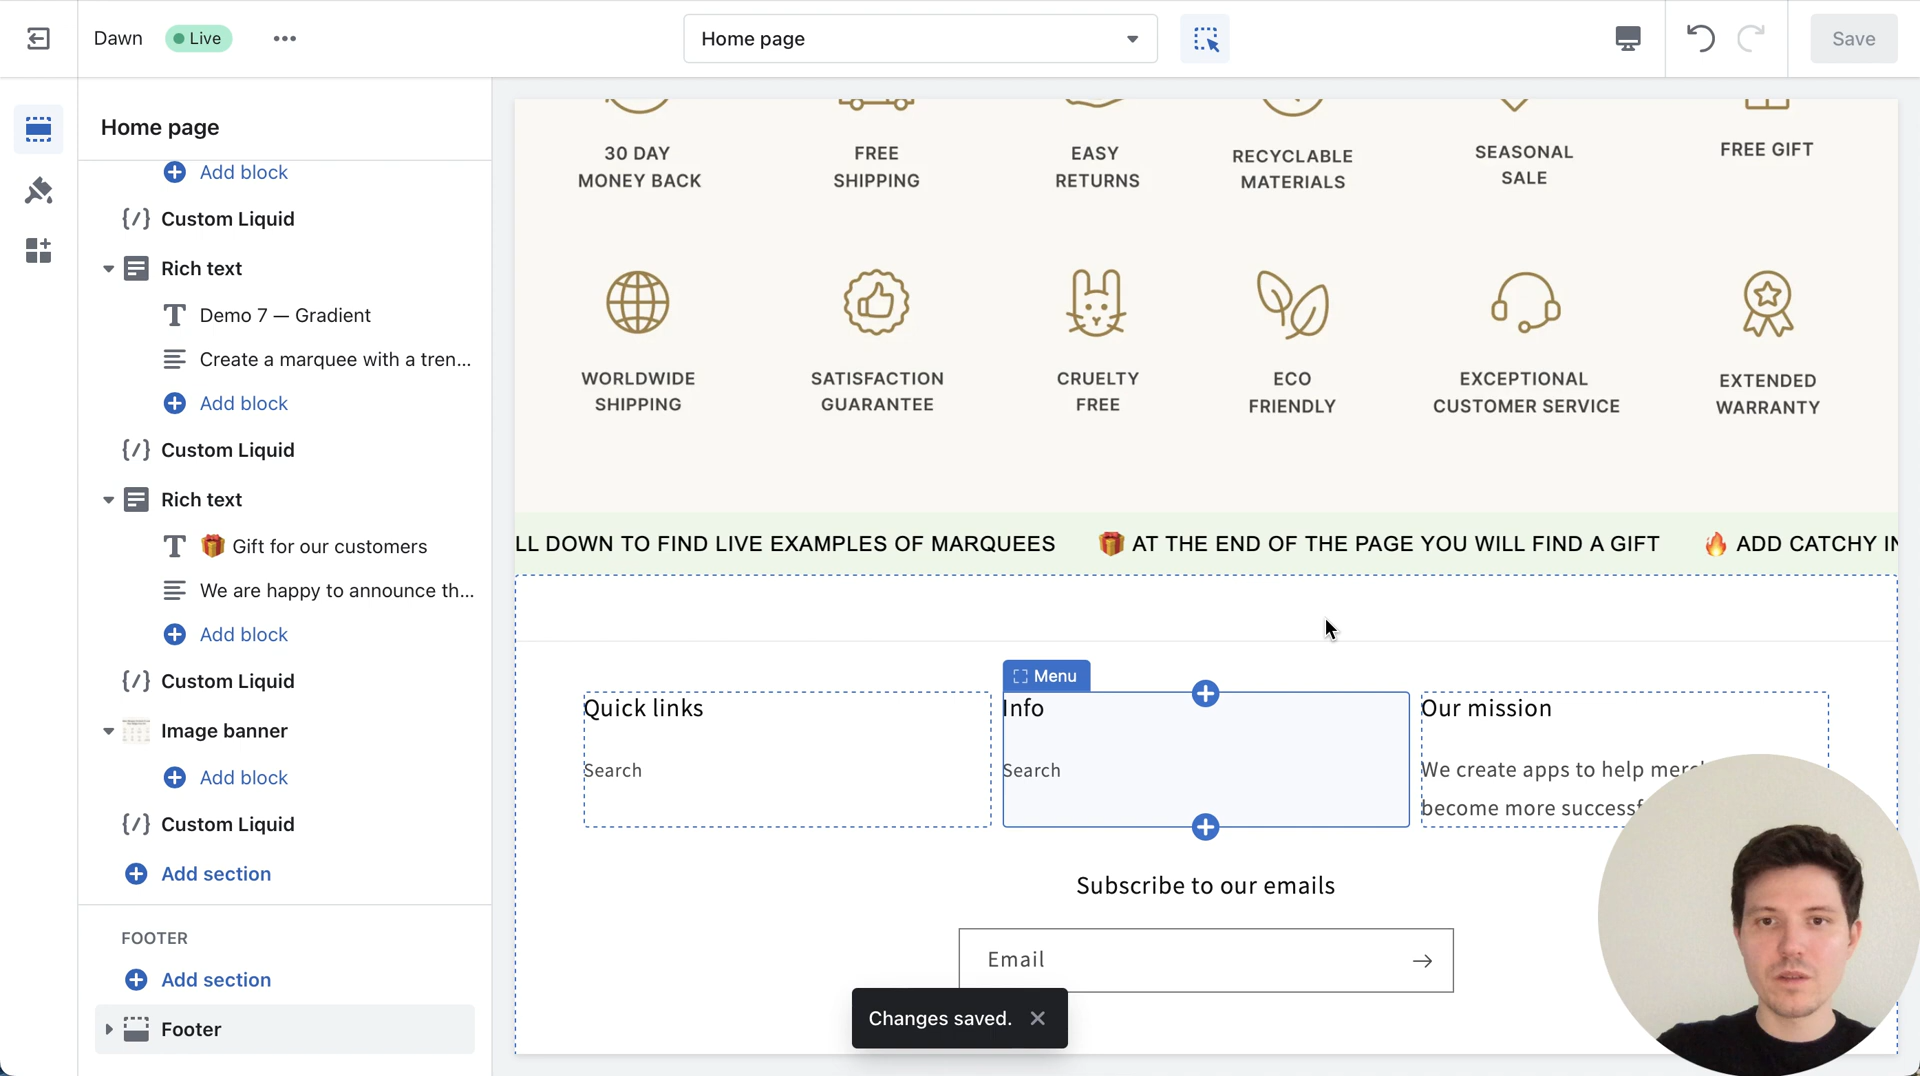 Dawn
Live
Home page
Save
Home page
Add block
{/} Custom Liquid
Rich text
Demo 7 — Gradient
Create a marquee with a tren...
Add block
{/} Custom Liquid
Rich text
🎁 Gift for our customers
We are happy to announce th...
Add block
{/} Custom Liquid
Image banner
Add block
{/} Custom Liquid
Add section
FOOTER
Add section
Footer
30 DAY
MONEY BACK
FREE
SHIPPING
EASY
RETURNS
RECYCLABLE
MATERIALS
SEASONAL
SALE
FREE GIFT
WORLDWIDE
SHIPPING
SATISFACTION
GUARANTEE
CRUELTY
FREE
ECO
FRIENDLY
EXCEPTIONAL
CUSTOMER SERVICE
EXTENDED
WARRANTY
LL DOWN TO FIND LIVE EXAMPLES OF MARQUEES 🎁 AT THE END OF THE PAGE YOU WILL FIND A GIFT 🔥 ADD CATCHY
Menu
Quick links
Search
Info
Search
Our mission
We create apps to help
become more
Subscribe to our emails
Email
Changes saved.